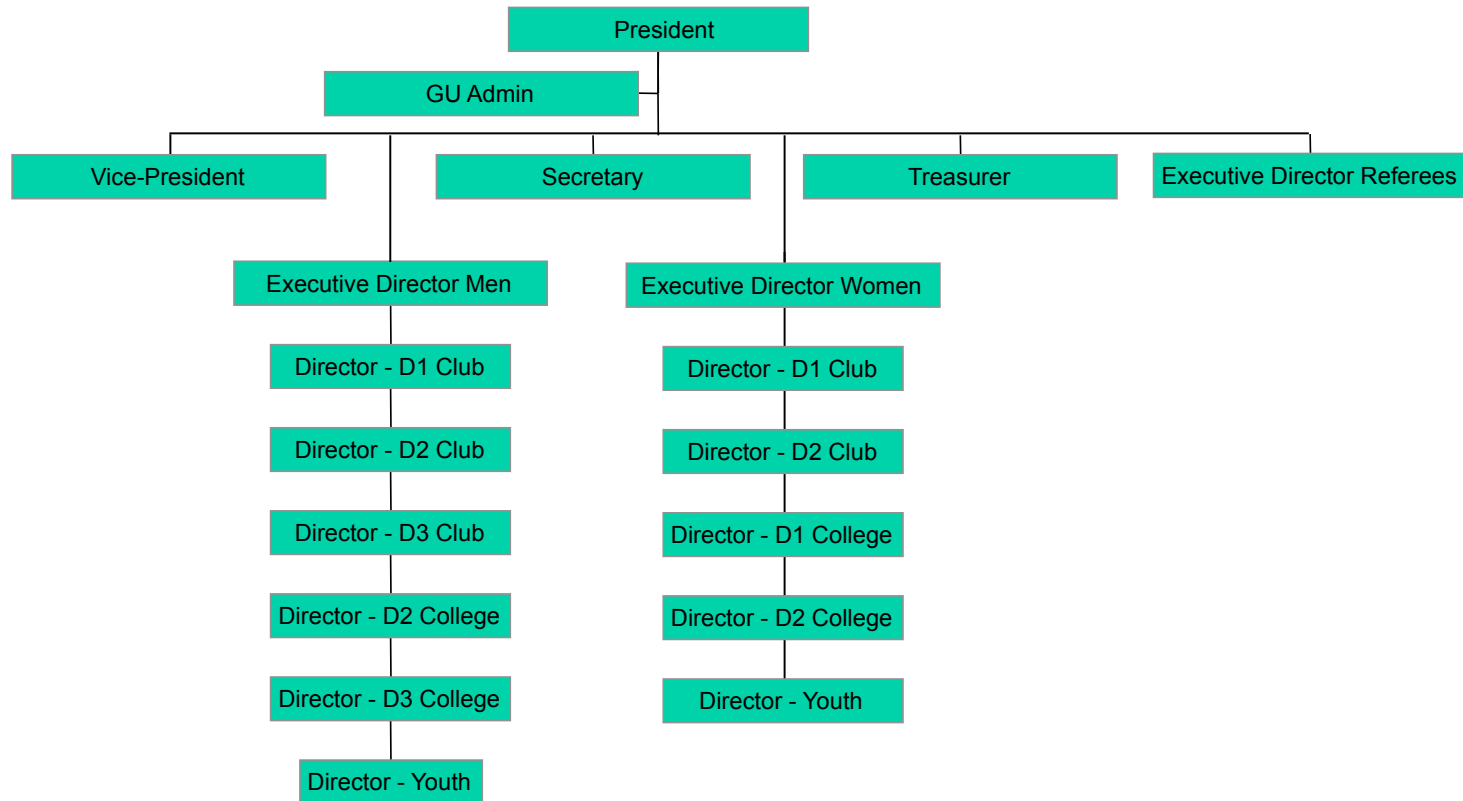 President
GU Admin
Vice-President
Secretary
Treasurer
Executive Director Referees
Executive Director Men
Executive Director Women
Director - D1 Club
Director - D1 Club
Director - D2 Club
Director - D2 Club
Director - D3 Club
Director - D1 College
Director - D2 College
Director - D2 College
Director - D3 College
Director - Youth
Director - Youth